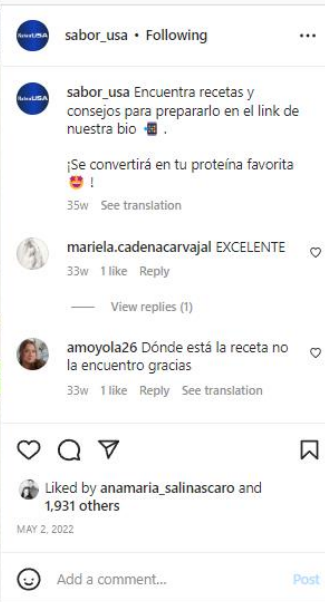 sabor_usa • Following
sabor_usa Encuentra recetas y
consejos para prepararlo en el link de
nuestra bio 📲 .
¡Se convertirá en tu proteína favorita
🤩 !
35w See translation
mariela.cadenacarvajal EXCELENTE
33w 1 like Reply
View replies (1)
amoyola26 Dónde está la receta no
la encuentro gracias
33w 1 like Reply See translation
Liked by anamaria_salinascaro and
1,931 others
MAY 2, 2022
Add a comment...
Post